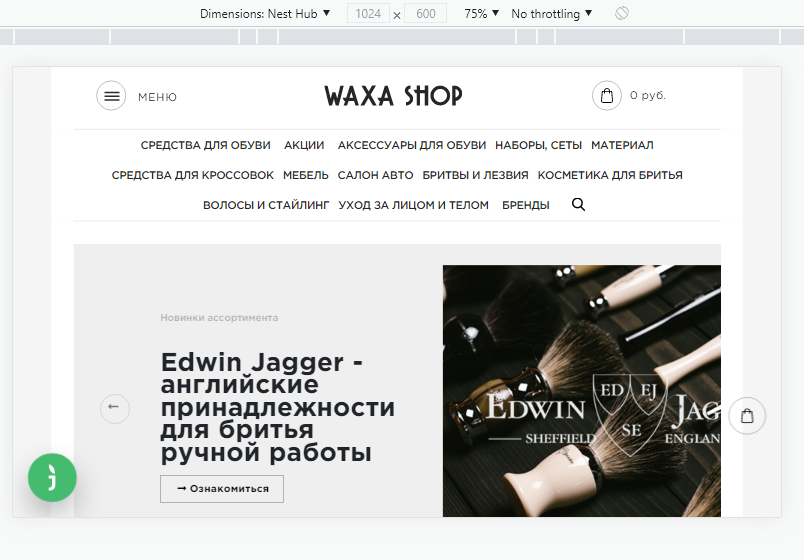 Dimensions: Nest Hub ▼ 1024 × 600 75% ▼ No throttling ▼
МЕНЮ
WAXA SHOP
0 руб.
СРЕДСТВА ДЛЯ ОБУВИ АКЦИИ АКСЕССУАРЫ ДЛЯ ОБУВИ НАБОРЫ, СЕТЫ МАТЕРИАЛ
СРЕДСТВА ДЛЯ КРОССОВОК МЕБЕЛЬ САЛОН АВТО БРИТВЫ И ЛЕЗВИЯ КОСМЕТИКА ДЛЯ БРИТЬЯ
ВОЛОСЫ И СТАЙЛИНГ УХОД ЗА ЛИЦОМ И ТЕЛОМ БРЕНДЫ
Новинки ассортимента
Edwin Jagger -
английские
принадлежности
для бритья
ручной работы
→ Ознакомиться
EDWIN ED EJ JAG
SHEFFIELD SE ENGLAN